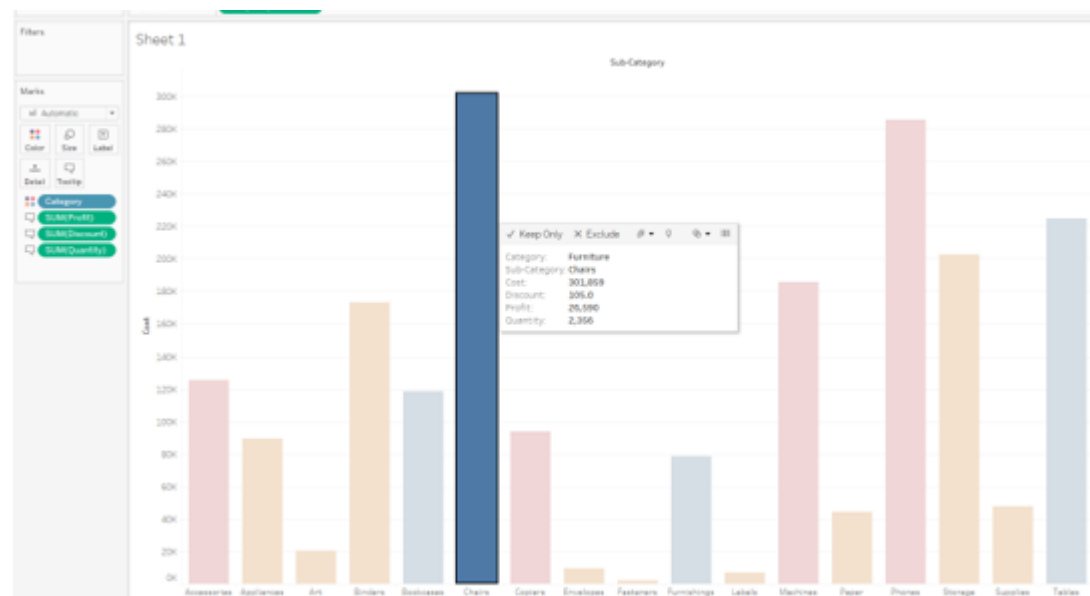 Filters
Sheet 1
Sub-Category
Marks
Automatic
Color Size Label
Detail Tooltip
Category
SUM(Profit)
SUM(Discount)
SUM(Quantity)
Cost
300K
280K
260K
240K
220K
200K
180K
160K
140K
120K
100K
80K
60K
40K
20K
0K
Keep Only Exclude
Category: Furniture
Sub-Category: Chairs
Cost: 301,859
Discount: 105.0
Profit: 26,590
Quantity: 2,356
Accessories Appliances Art Binders Bookcases Chairs Copiers Envelopes Fasteners Furnishings Labels Machines Paper Phones Storage Supplies Tables